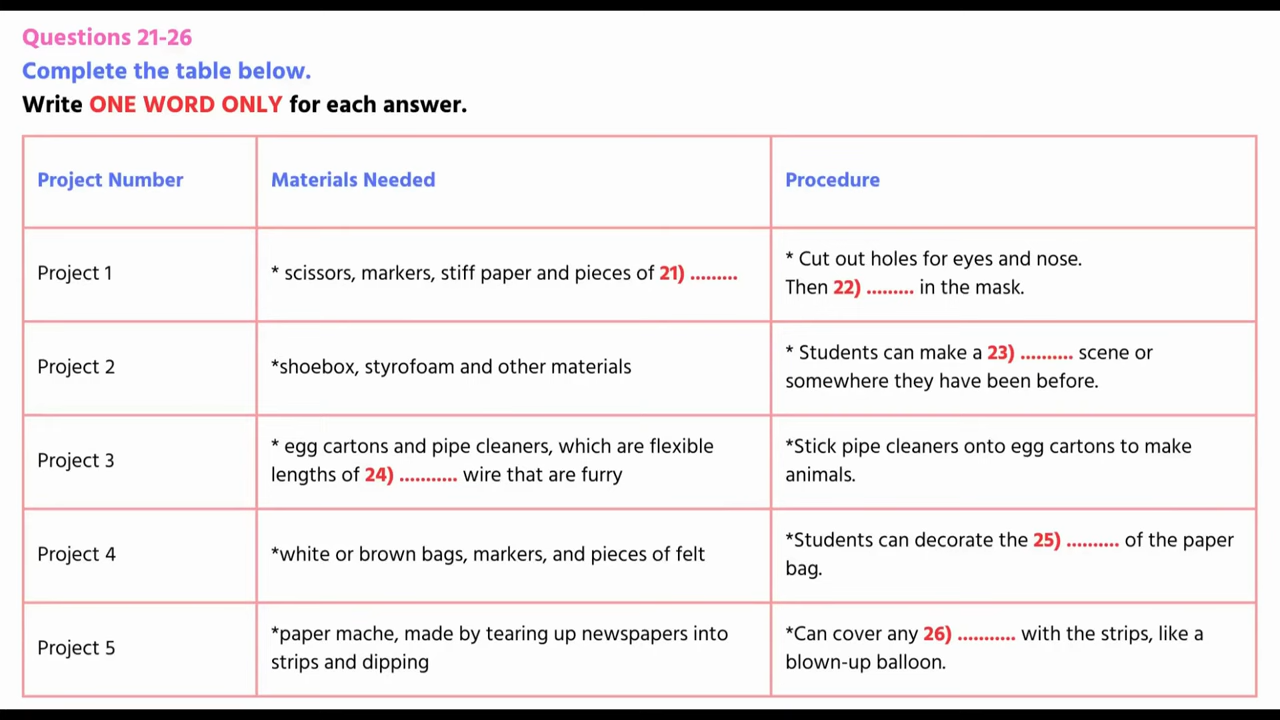 Questions 21-26
Complete the table below.
Write ONE WORD ONLY for each answer.
Project Number
Materials Needed
Procedure
Project 1
* scissors, markers, stiff paper and pieces of 21) .........
* Cut out holes for eyes and nose.
Then 22) ......... in the mask.
Project 2
*shoebox, styrofoam and other materials
* Students can make a 23) .......... scene or
somewhere they have been before.
Project 3
* egg cartons and pipe cleaners, which are flexible
lengths of 24) ........... wire that are furry
*Stick pipe cleaners onto egg cartons to make
animals.
Project 4
*white or brown bags, markers, and pieces of felt
*Students can decorate the 25) .......... of the paper
bag.
Project 5
*paper mache, made by tearing up newspapers into
strips and dipping
*Can cover any 26) ........... with the strips, like a
blown-up balloon.